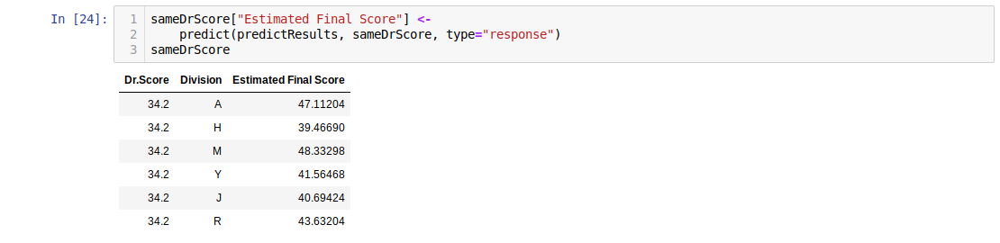 In [24]:
1 sameDrScore["Estimated Final Score"] <-
2     predict(predictResults, sameDrScore, type="response")
3 sameDrScore
Dr.Score Division Estimated Final Score
34.2 A 47.11204
34.2 H 39.46690
34.2 M 48.33298
34.2 Y 41.56468
34.2 J 40.69424
34.2 R 43.63204